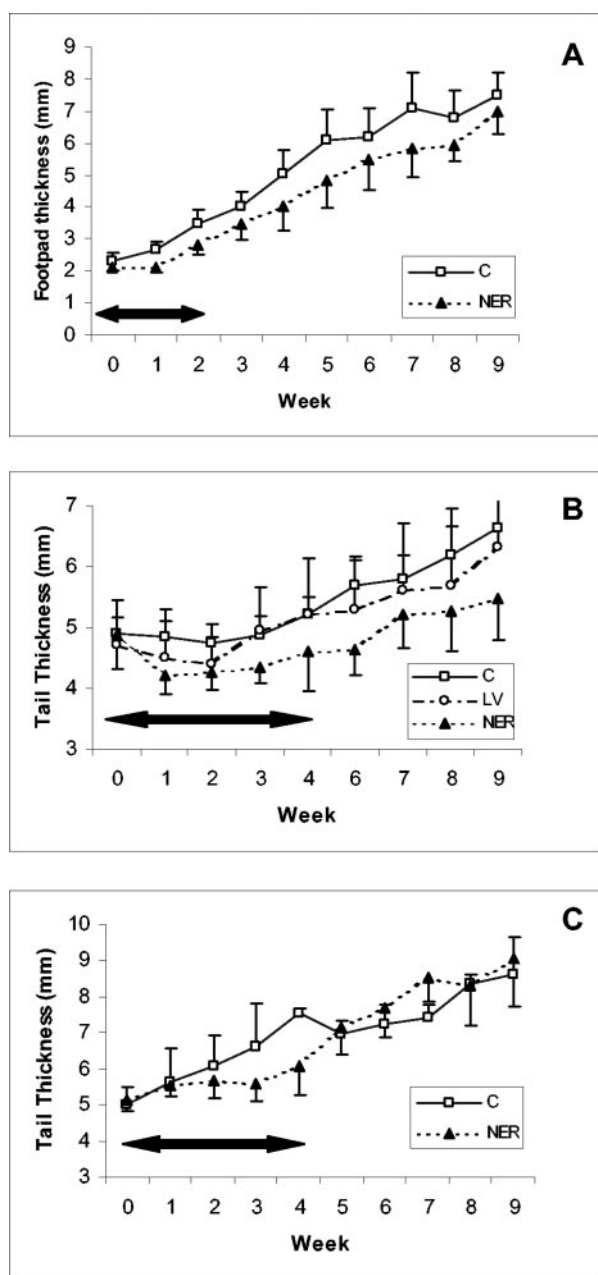 A
Footpad thickness (mm)
9
8
7
6
5
4
3
2
1
0
C
NER
0 1 2 3 4 5 6 7 8 9
Week
B
Tail Thickness (mm)
7
6
5
4
3
C
LV
NER
0 1 2 3 4 6 7 8 9
Week
C
Tail Thickness (mm)
10
9
8
7
6
5
4
3
C
NER
0 1 2 3 4 5 6 7 8 9
Week